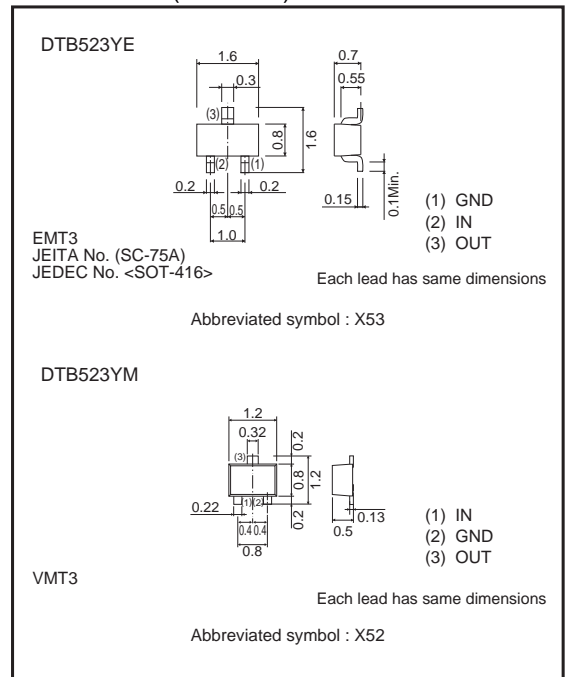 DTB523YE
1.6
0.3
(3)
0.8
1.6
(2)
(1)
0.2
0.2
0.5 0.5
1.0
0.7
0.55
0.15
0.1Min.
(1) GND
(2) IN
(3) OUT
EMT3
JEITA No. (SC-75A)
JEDEC No. <SOT-416>
Each lead has same dimensions
Abbreviated symbol : X53
DTB523YM
1.2
0.32
0.2
(3)
0.8
1.2
0.22
(1)
(2)
0.2
0.4 0.4
0.8
0.13
0.5
(1) IN
(2) GND
(3) OUT
VMT3
Each lead has same dimensions
Abbreviated symbol : X52